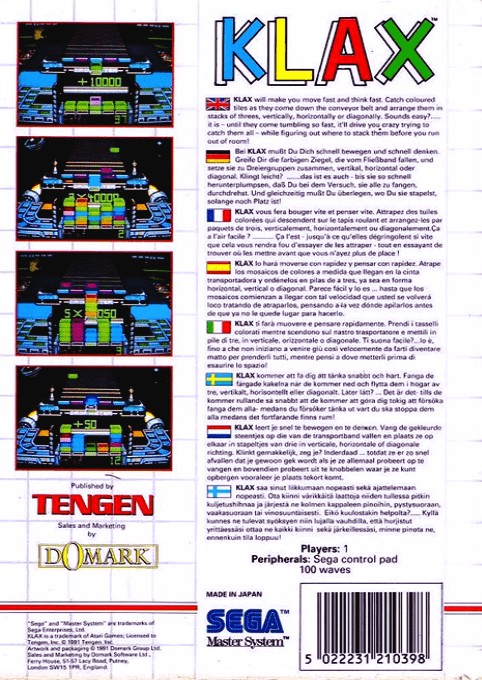 KLAX™
KLAX will make you move fast and think fast. Catch coloured
tiles as they come down the conveyor belt and arrange them in
stacks of threes, vertically, horizontally or diagonally. Sounds easy?.....
it is – until they come tumbling so fast, it'll drive you crazy trying to
catch them all – while figuring out where to stack them before you run
out of room!
Bei KLAX mußt Du Dich schnell bewegen und schnell denken.
Greife Dir die farbigen Ziegel, die vom Fließband fallen, und
setze sie zu Dreiergruppen zusammen, vertikal, horizontal oder
diagonal. Klingt leicht? .......das ist es auch - bis sie so schnell
herunterplumpsen, daß Du bei dem Versuch, sie alle zu fangen,
durchdrehst. Und gleichzeitig mußt Du überlegen, wo Du sie stapelst,
solange noch Platz ist!
KLAX vous fera bouger vite et penser vite. Attrapez des tuiles
colorées qui descendent sur le tapis roulant et arrangez-les par
paquets de trois, verticalement, horizontalement ou diagonalement.Ça
a l'air facile ? ........... Ça l'est - jusqu'à ce qu'elles dégringolent si vite
que cela vous rendra fou d'essayer de les attraper - tout en essayant de
trouver où les mettre avant que vous n'ayez plus de place !
KLAX lo hará moverse con rapidez y pensar con rapidez. Atrape
los mosaicos de colores a medida que llegan en la cinta
transportadora y ordénelos en pilas de a tres, ya sea en forma
horizontal, vertical o diagonal. Parece fácil y lo es ... hasta que los
mosaicos comienzan a llegar con tal velocidad que usted se volverá
loco tratando de atraparlos, pensando a la vez dónde apilarlos antes
de que ya no le quede lugar para hacerlo.
KLAX ti farà muovere e pensare rapidamente. Prendi i tasselli
colorati mentre scendono sul nastro trasportatore e mettili in
pile di tre, in verticale, orizzontale o diagonale. Ti suona facile?...lo è,
fino a che non iniziano a venire giù così velocemente da farti diventare
matto per prenderli tutti, mentre pensi a dove metterli prima di
esaurire lo spazio!
KLAX kommer att få dig att tänka snabbt och hart. Fanga de
färgade kakelna när de kommer ned och flytta dem i högar av
tre, vertikalt, horisontellt eller diagonalt. Låter lätt? ... Det är det- tills de
kommer rullande så snabbt att de kommer att göra dig tokig att försöka
fanga dem alla- medans du försöker tänka ut vart du ska stoppa dem
alla medans det fortfarande finns rum!
KLAX leert je snel te bewegen en te denken. Vang de gekleurde
steentjes op die van de transportband vallen en plaats ze op
elkaar in stapeltjes van drie in verticale, horizontale of diagonale
richting. Klinkt gemakkelijk, zeg je? Inderdaad ... totdat ze er zo snel
afvallen dat je gewoon gek wordt als je ze allemaal probeert op te
vangen en bovendien probeert uit te knobbelen waar je ze kunt
opbergen vooraleer je plaats tekort komt.
KLAX saa sinut liikkumaan nopeasti sekä ajattelemaan
nopeasti. Ota kiinni värikkäitä laattoja niiden tullessa pitkin
kuljetushihnaa ja järjestä ne kolmen kappaleen pinoihin, pystysuoraan,
vaakasuoraan tai vinosuuntaisesti. Eikö kuulostakin helpolta?..... Kyllä
kunnes ne tulevat syöksyen niin lujalla vauhdilla, että hurjistut
yrittäessäsi ottaa ne kaikki kiinni sekä järkeillessäsi, minne pinota ne,
ennenkuin tila loppuu!
+10000
5× 050
+50
12
Published by
TENGEN
Sales and Marketing
by
DOMARK
Players: 1
Peripherals: Sega control pad
100 waves
MADE IN JAPAN
SEGA™
Master System™
5 022231 210398
"Sega" and "Master System" are trademarks of
Sega Enterprises, Ltd.
KLAX is a trademark of Atari Games; Licensed to
Tengen, Inc. © 1991 Tengen, Inc.
Artwork and packaging © 1991 Domark Group Ltd.
Sales and Marketing by Domark Software Ltd.,
Ferry House, 51-57 Lacy Road, Putney,
London SW15 1PR, England.